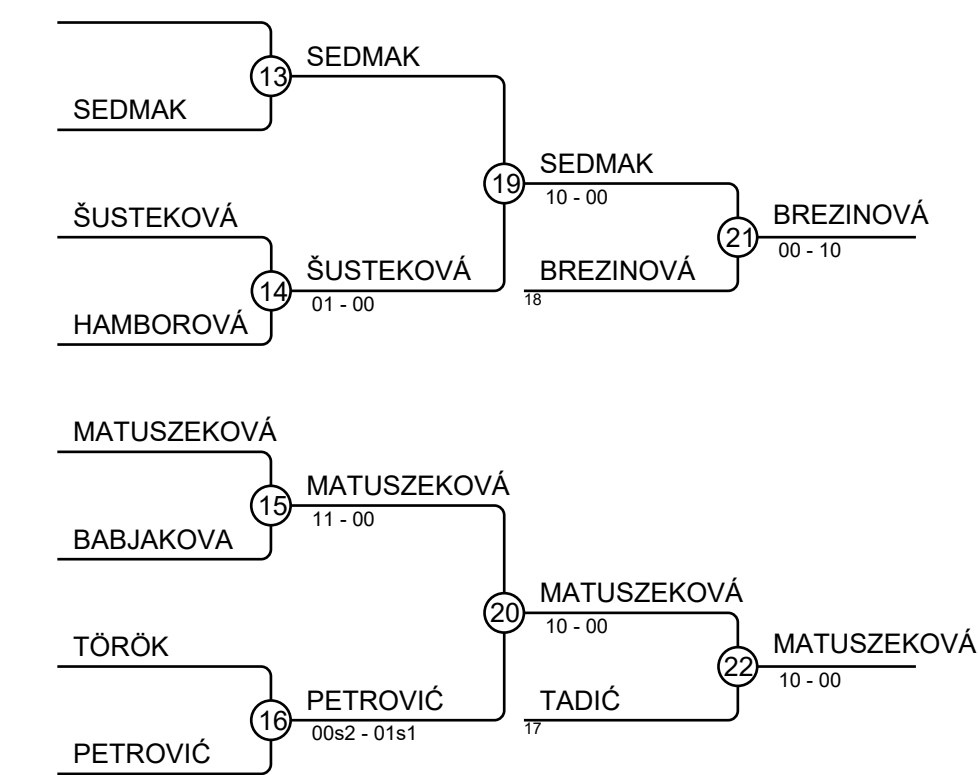 SEDMAK
13
SEDMAK
SEDMAK
19
10 - 00
ŠUSTEKOVÁ
BREZINOVÁ
21
00 - 10
ŠUSTEKOVÁ
14
01 - 00
BREZINOVÁ
18
HAMBOROVÁ
MATUSZEKOVÁ
MATUSZEKOVÁ
15
11 - 00
BABJAKOVA
MATUSZEKOVÁ
20
10 - 00
TÖRÖK
MATUSZEKOVÁ
22
10 - 00
PETROVIĆ
16
00s2 - 01s1
TADIĆ
17
PETROVIĆ